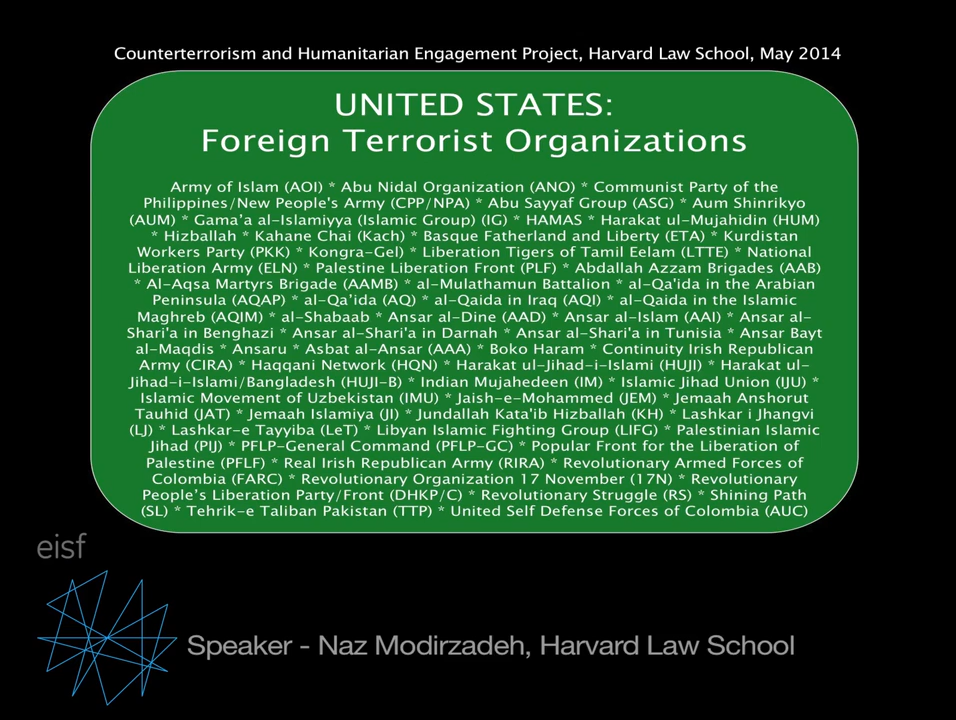 Counterterrorism and Humanitarian Engagement Project, Harvard Law School, May 2014
UNITED STATES:
Foreign Terrorist Organizations
Army of Islam (AOI) * Abu Nidal Organization (ANO) * Communist Party of the
Philippines/New People's Army (CPP/NPA) * Abu Sayyaf Group (ASG) * Aum Shinrikyo
(AUM) * Gama'a al-Islamiyya (Islamic Group) (IG) * HAMAS * Harakat ul-Mujahidin (HUM)
* Hizballah * Kahane Chai (Kach) * Basque Fatherland and Liberty (ETA) * Kurdistan
Workers Party (PKK) * Kongra-Gel) * Liberation Tigers of Tamil Eelam (LTTE) * National
Liberation Army (ELN) * Palestine Liberation Front (PLF) * Abdallah Azzam Brigades (AAB)
* Al-Aqsa Martyrs Brigade (AAMB) * al-Mulathamun Battalion * al-Qa'ida in the Arabian
Peninsula (AQAP) * al-Qa'ida (AQ) * al-Qaida in Iraq (AQI) * al-Qaida in the Islamic
Maghreb (AQIM) * al-Shabaab * Ansar al-Dine (AAD) * Ansar al-Islam (AAI) * Ansar al-
Shari'a in Benghazi * Ansar al-Shari'a in Darnah * Ansar al-Shari'a in Tunisia * Ansar Bayt
al-Maqdis * Ansaru * Asbat al-Ansar (AAA) * Boko Haram * Continuity Irish Republican
Army (CIRA) * Haqqani Network (HQN) * Harakat ul-Jihad-i-Islami (HUJI) * Harakat ul-
Jihad-i-Islami/Bangladesh (HUJI-B) * Indian Mujahedeen (IM) * Islamic Jihad Union (IJU) *
Islamic Movement of Uzbekistan (IMU) * Jaish-e-Mohammed (JEM) * Jemaah Anshorut
Tauhid (JAT) * Jemaah Islamiya (JI) * Jundallah Kata'ib Hizballah (KH) * Lashkar i Jhangvi
(LJ) * Lashkar-e Tayyiba (LeT) * Libyan Islamic Fighting Group (LIFG) * Palestinian Islamic
Jihad (PIJ) * PFLP-General Command (PFLP-GC) * Popular Front for the Liberation of
Palestine (PFLF) * Real Irish Republican Army (RIRA) * Revolutionary Armed Forces of
Colombia (FARC) * Revolutionary Organization 17 November (17N) * Revolutionary
People's Liberation Party/Front (DHKP/C) * Revolutionary Struggle (RS) * Shining Path
(SL) * Tehrik-e Taliban Pakistan (TTP) * United Self Defense Forces of Colombia (AUC)
eisf
Speaker - Naz Modirzadeh, Harvard Law School